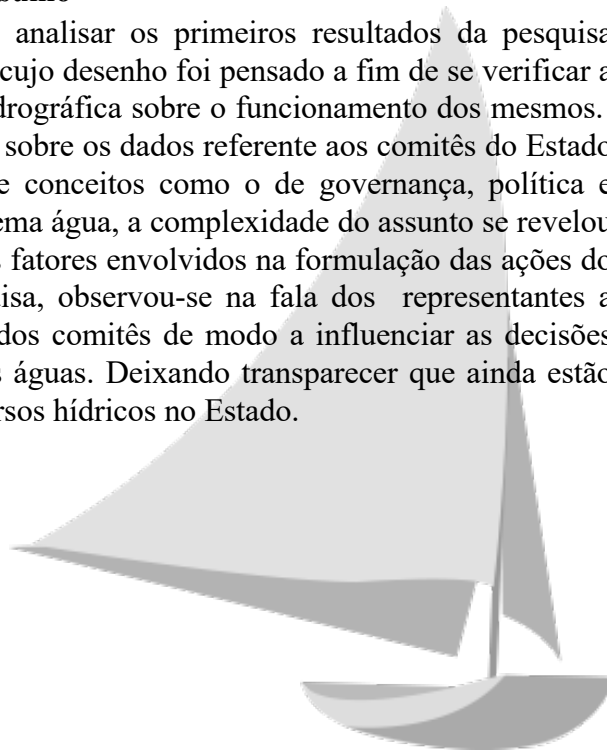 analisar os primeiros resultados da pesquisa
cujo desenho foi pensado a fim de se verificar a
drográfica sobre o funcionamento dos mesmos.
sobre os dados referente aos comitês do Estado
e conceitos como o de governança, política e
ema água, a complexidade do assunto se revelou
s fatores envolvidos na formulação das ações do
isa, observou-se na fala dos representantes a
dos comitês de modo a influenciar as decisões
s águas. Deixando transparecer que ainda estão
rsos hídricos no Estado.